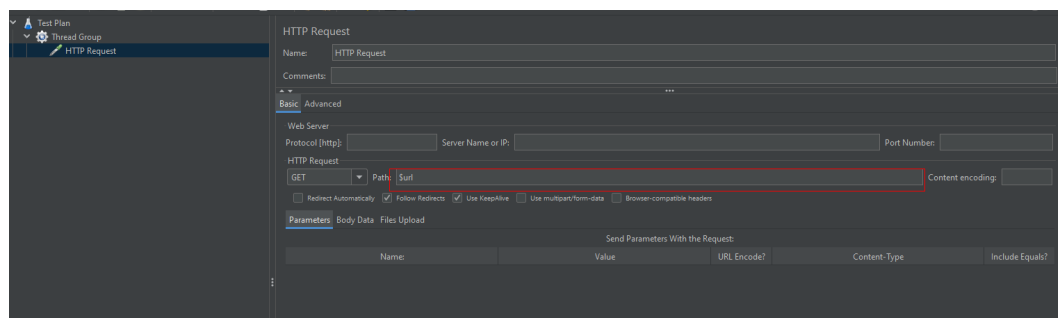 Test Plan
Thread Group
HTTP Request
HTTP Request
Name: HTTP Request
Comments:
Basic Advanced
Web Server
Protocol [http]: Server Name or IP: Port Number:
HTTP Request
GET Path: $url Content encoding:
Redirect Automatically Follow Redirects Use KeepAlive Use multipart/form-data Browser-compatible headers
Parameters Body Data Files Upload
Send Parameters With the Request:
Name: Value URL Encode? Content-Type Include Equals?